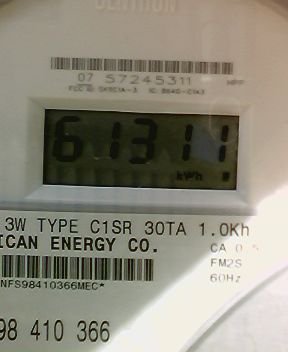 CENTRON
07 57245311
61311
kWh
3W TYPE C1SR 30TA 1.0Kh
ICAN ENERGY CO.
CA 0.5
FM2S
60Hz
NFS98410366MEC*
98 410 366